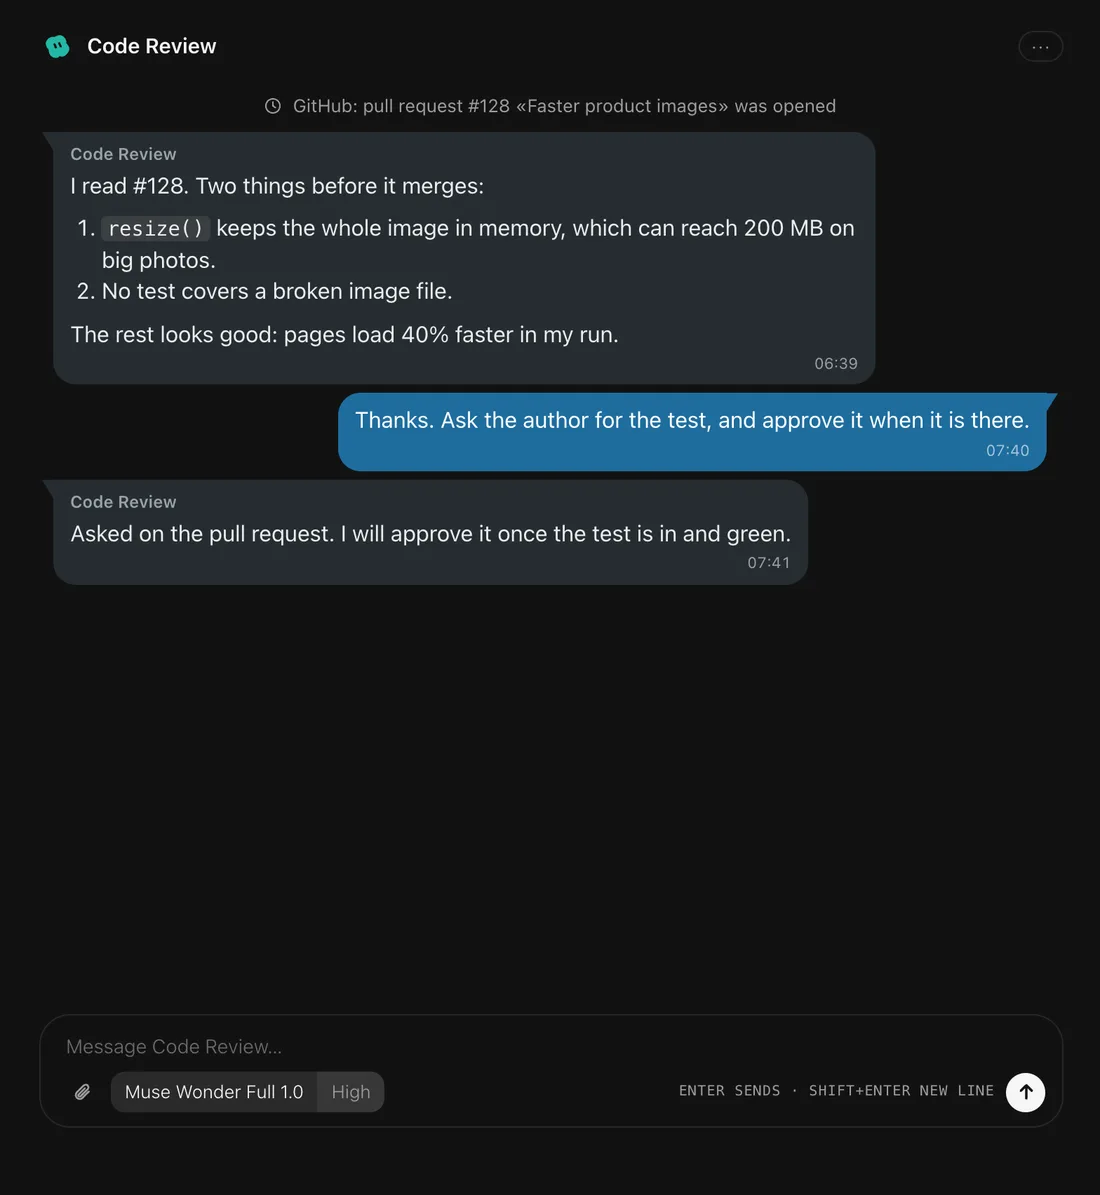 Code Review
...
GitHub: pull request #128 «Faster product images» was opened
Code Review
I read #128. Two things before it merges:
1. resize() keeps the whole image in memory, which can reach 200 MB on
big photos.
2. No test covers a broken image file.
The rest looks good: pages load 40% faster in my run.
06:39
Thanks. Ask the author for the test, and approve it when it is there.
07:40
Code Review
Asked on the pull request. I will approve it once the test is in and green.
07:41
Message Code Review...
Muse Wonder Full 1.0 High
ENTER SENDS · SHIFT+ENTER NEW LINE